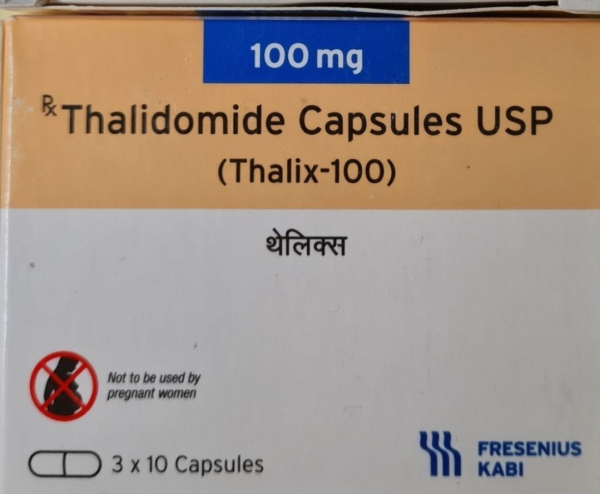 100 mg
Rx Thalidomide Capsules USP
(Thalix-100)
थेलिक्स
Not to be used by
pregnant women
3 x 10 Capsules
FRESENIUS
KABI